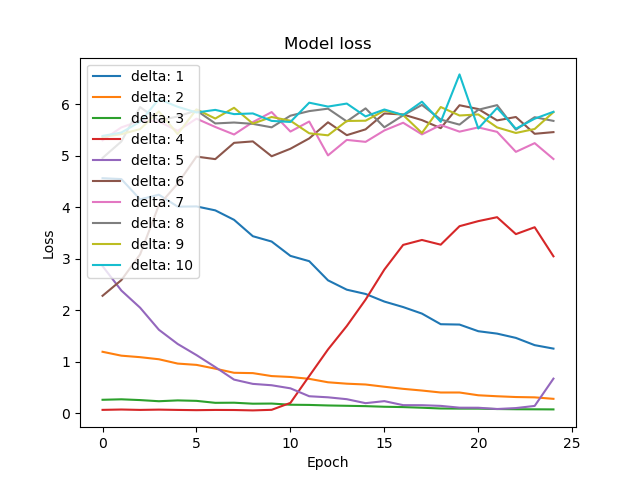 Model loss
delta: 1
delta: 2
delta: 3
delta: 4
delta: 5
delta: 6
delta: 7
delta: 8
delta: 9
delta: 10
6
5
4
3
2
1
0
Loss
0 5 10 15 20 25
Epoch